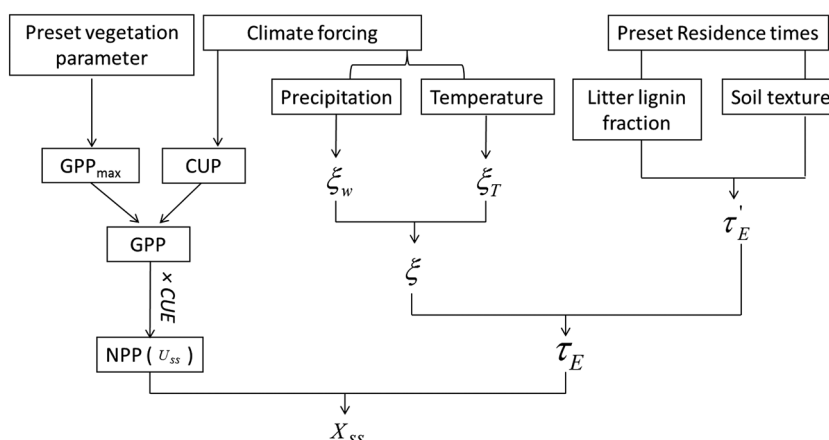 Preset vegetation
parameter
Climate forcing
Preset Residence times
Precipitation
Temperature
Litter lignin
fraction
Soil texture
GPPmax
CUP
ξw
ξT
τ'E
GPP
ξ
× CUE
NPP ( Uss )
τE
Xss